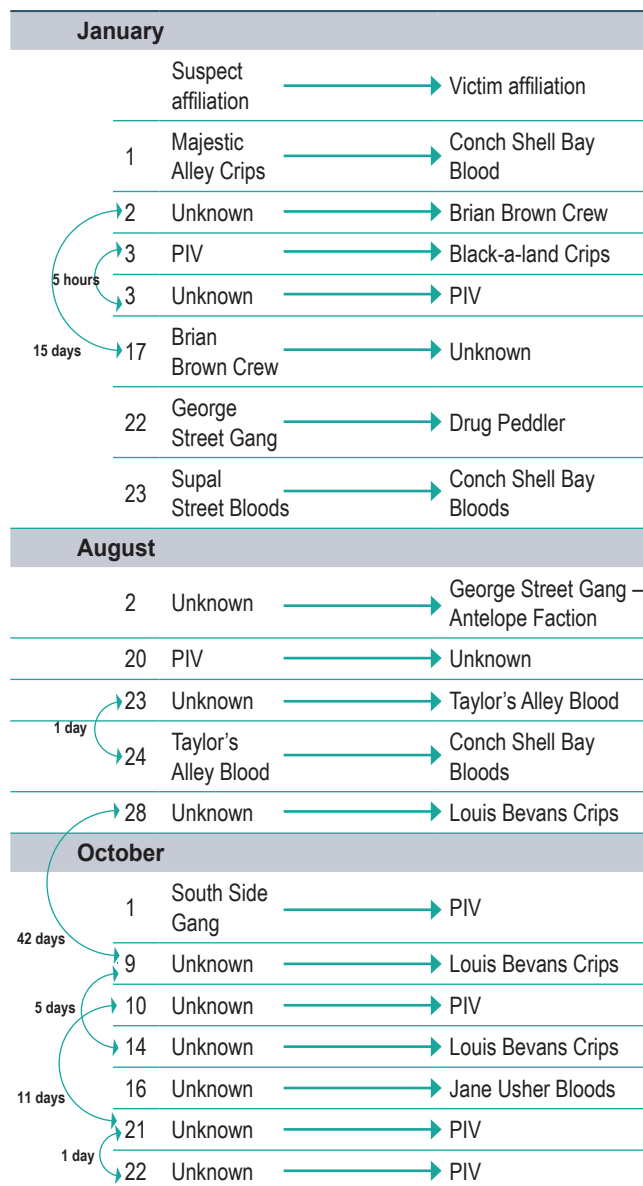 January
Suspect
affiliation
Victim affiliation
1
Majestic
Alley Crips
Conch Shell Bay
Blood
2 Unknown Brian Brown Crew
3 PIV Black-a-land Crips
5 hours
3 Unknown PIV
15 days
17
Brian
Brown Crew
Unknown
22
George
Street Gang
Drug Peddler
23
Supal
Street Bloods
Conch Shell Bay
Bloods
August
2 Unknown
George Street Gang –
Antelope Faction
20 PIV Unknown
23 Unknown Taylor's Alley Blood
1 day
24
Taylor's
Alley Blood
Conch Shell Bay
Bloods
28 Unknown Louis Bevans Crips
October
1
South Side
Gang
PIV
42 days
9 Unknown Louis Bevans Crips
5 days
10 Unknown PIV
14 Unknown Louis Bevans Crips
11 days
16 Unknown Jane Usher Bloods
21 Unknown PIV
1 day
22 Unknown PIV